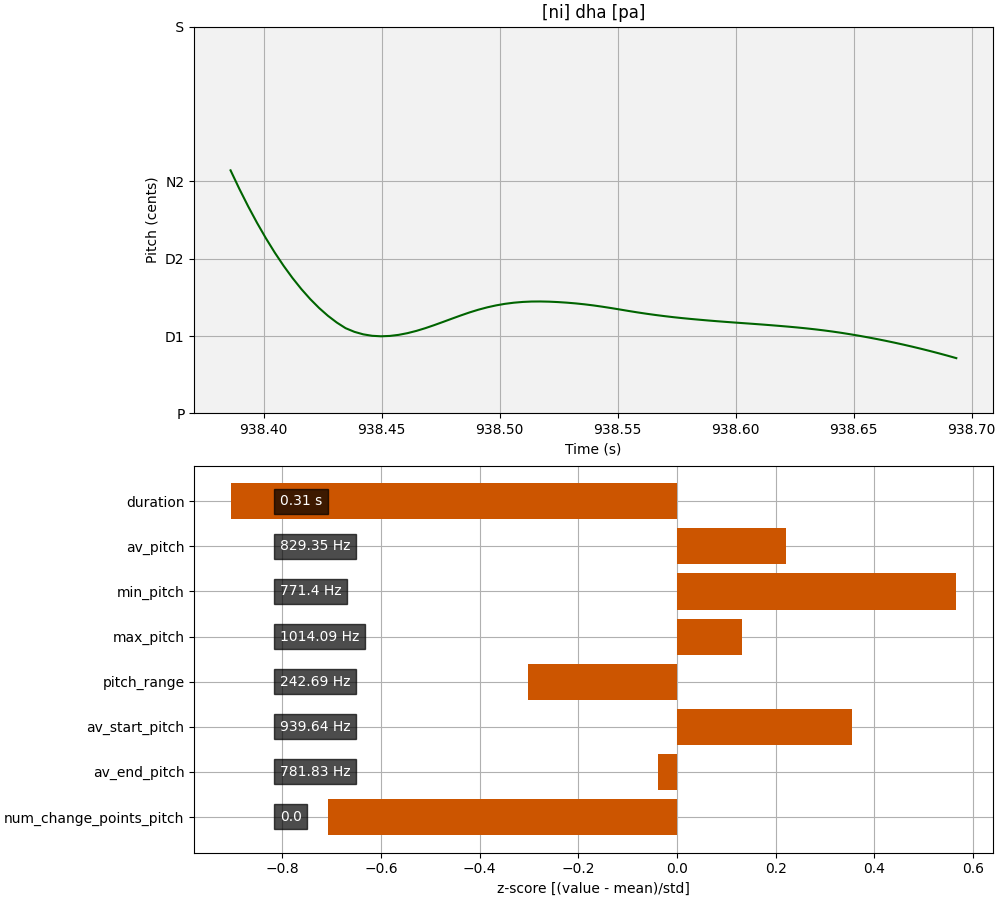 [ni] dha [pa]
S
N2
D2
D1
P
Pitch (cents)
938.40 938.45 938.50 938.55 938.60 938.65 938.70
Time (s)
duration 0.31 s
av_pitch 829.35 Hz
min_pitch 771.4 Hz
max_pitch 1014.09 Hz
pitch_range 242.69 Hz
av_start_pitch 939.64 Hz
av_end_pitch 781.83 Hz
num_change_points_pitch 0.0
−0.8 −0.6 −0.4 −0.2 0.0 0.2 0.4 0.6
z-score [(value - mean)/std]